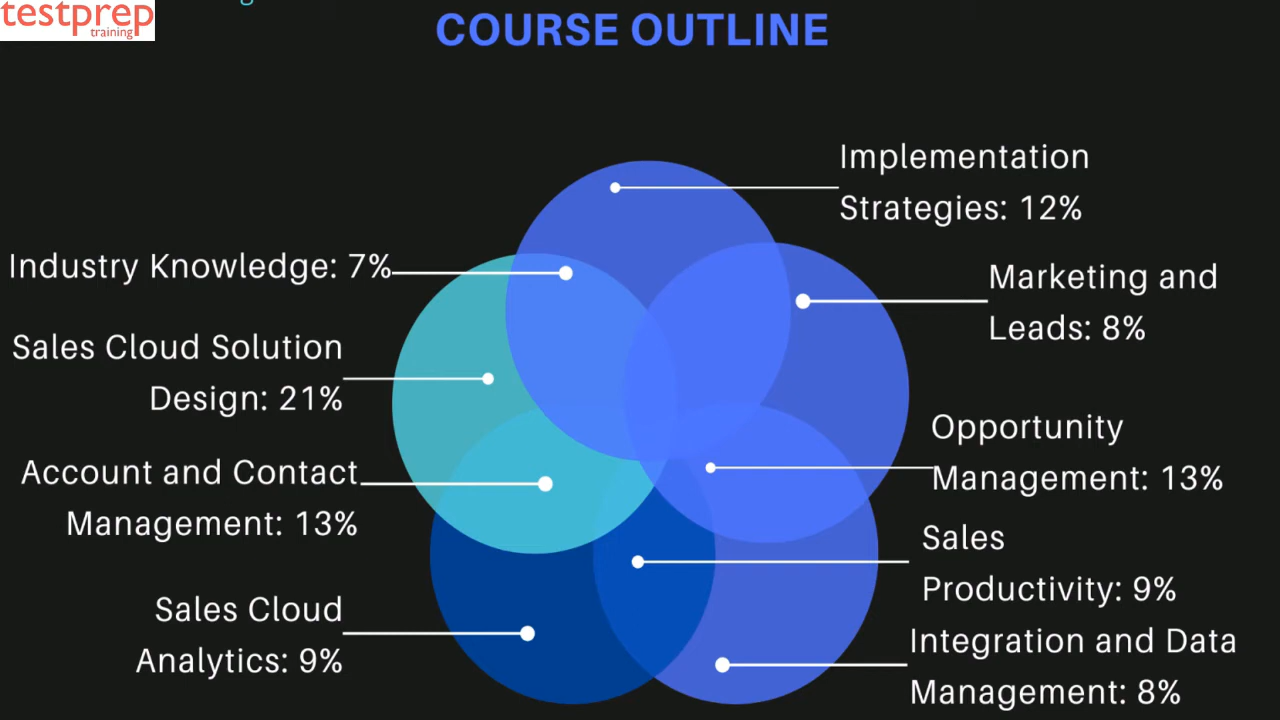 testprep
training
COURSE OUTLINE
Implementation
Strategies: 12%
Industry Knowledge: 7%
Marketing and
Leads: 8%
Sales Cloud Solution
Design: 21%
Opportunity
Management: 13%
Account and Contact
Management: 13%
Sales
Productivity: 9%
Sales Cloud
Analytics: 9%
Integration and Data
Management: 8%